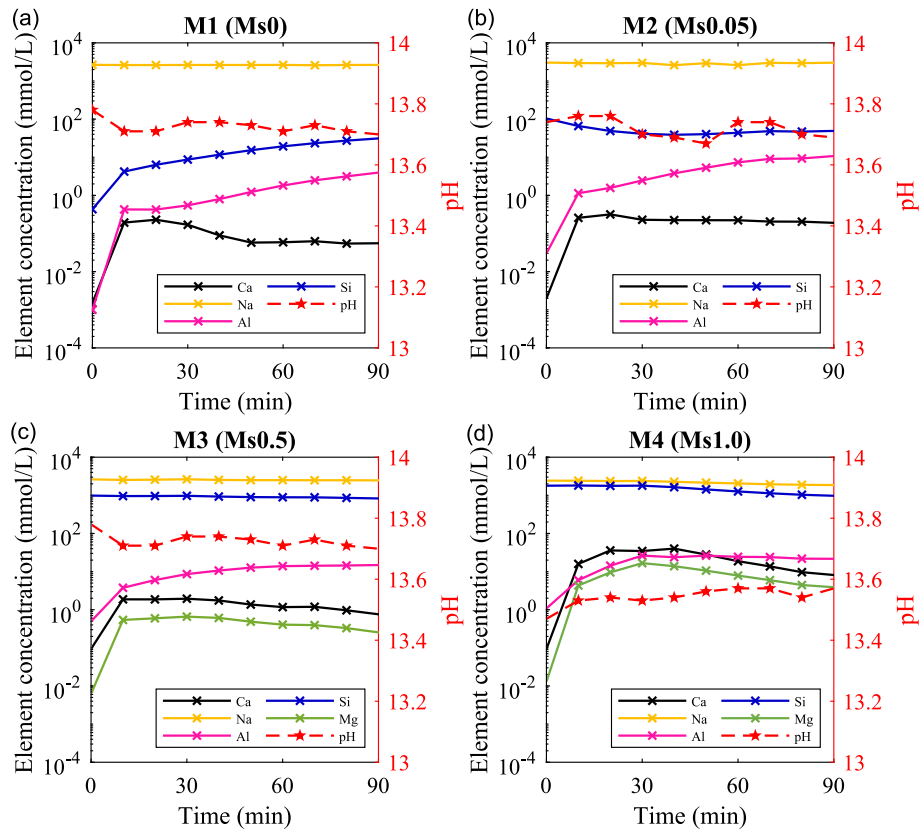 (a) M1 (Ms0)
Element concentration (mmol/L))
10^4
10^2
10^0
10^-2
10^-4
14
13.8
13.6
13.4
13.2
13
pH
Ca
Na
Al
Si
pH
0 30 60 90
Time (min)
(b) M2 (Ms0.05)
Element concentration (mmol/L))
10^4
10^2
10^0
10^-2
10^-4
14
13.8
13.6
13.4
13.2
13
pH
Ca
Na
Al
Si
pH
0 30 60 90
Time (min)
(c) M3 (Ms0.5)
Element concentration (mmol/L))
10^4
10^2
10^0
10^-2
10^-4
14
13.8
13.6
13.4
13.2
13
pH
Ca
Na
Al
Si
Mg
pH
0 30 60 90
Time (min)
(d) M4 (Ms1.0)
Element concentration (mmol/L))
10^4
10^2
10^0
10^-2
10^-4
14
13.8
13.6
13.4
13.2
13
pH
Ca
Na
Al
Si
Mg
pH
0 30 60 90
Time (min)